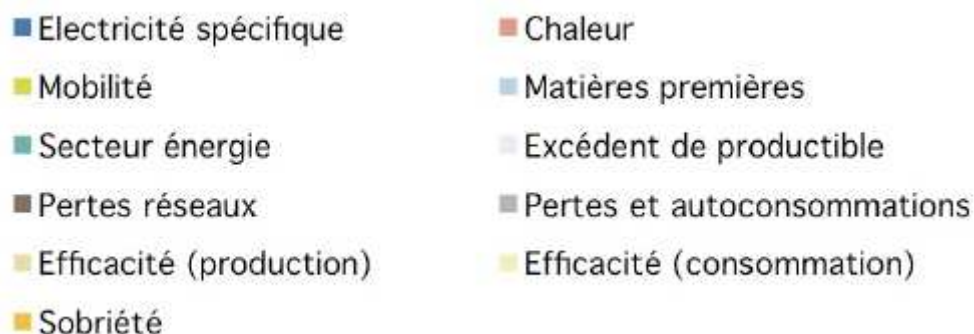 Electricité spécifique
Chaleur
Mobilité
Matières premières
Secteur énergie
Excédent de productible
Pertes réseaux
Pertes et autoconsommations
Efficacité (production)
Efficacité (consommation)
Sobriété